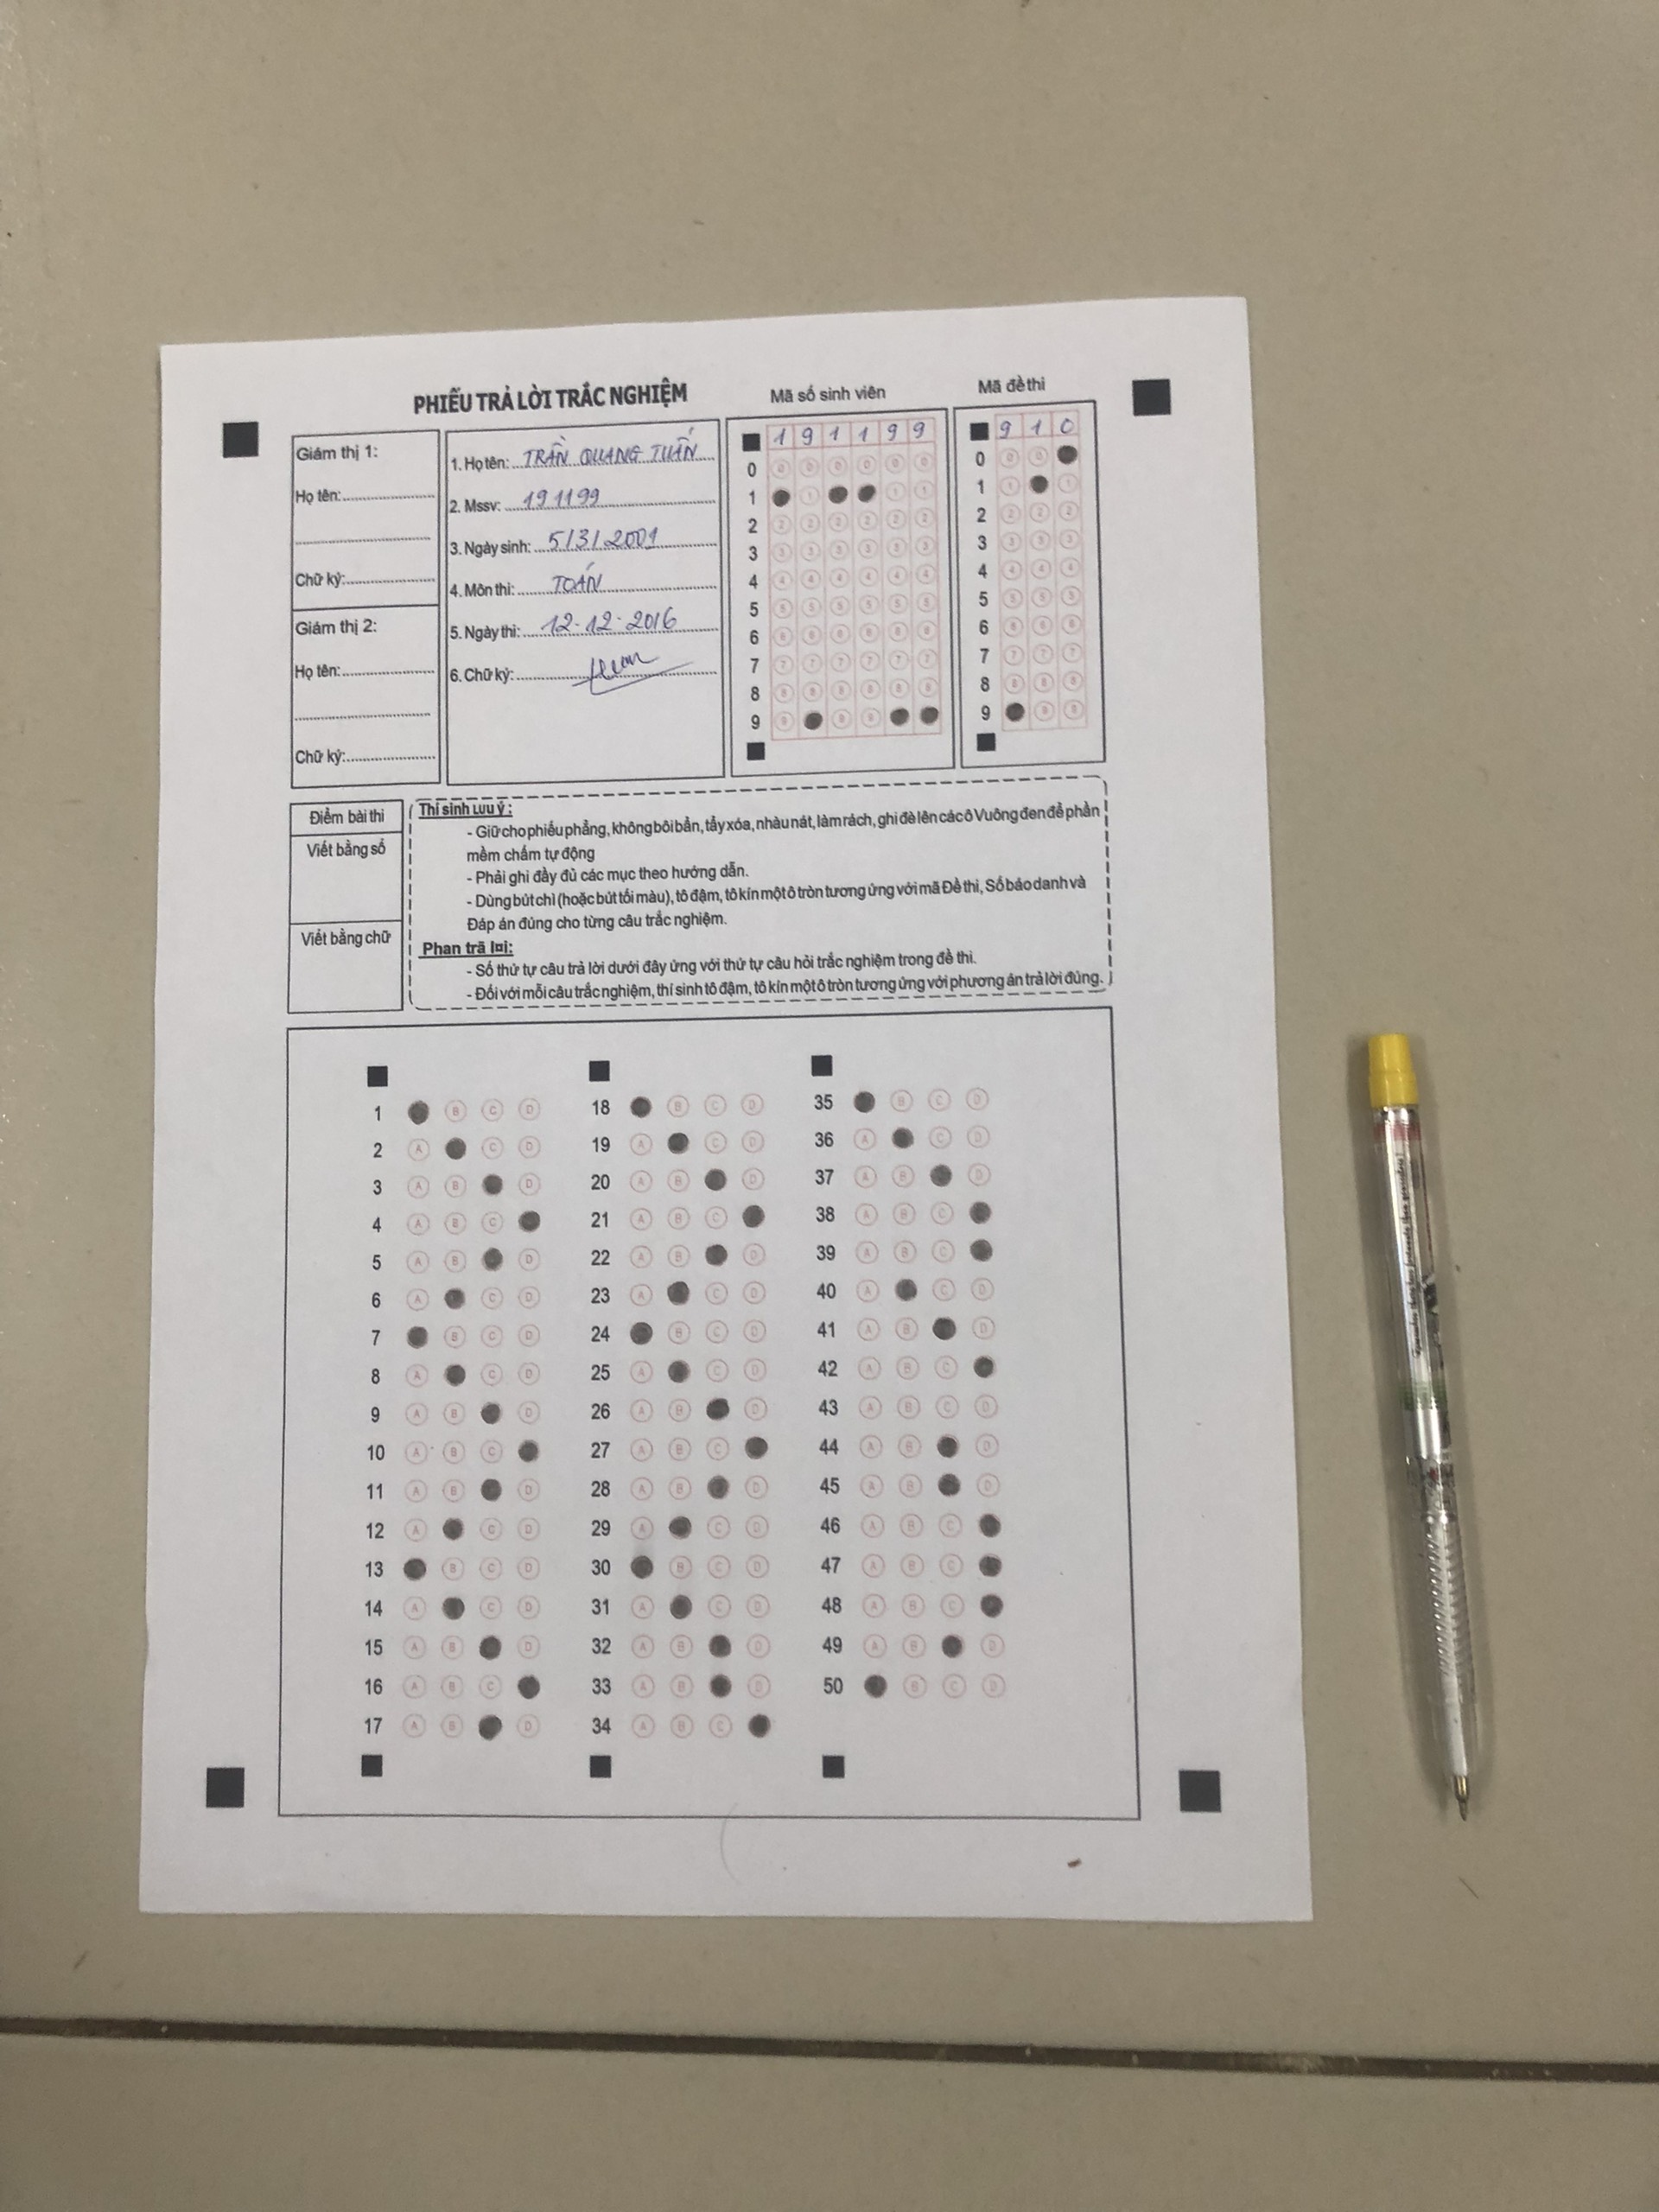 PHIẾU TRẢ LỜI TRẮC NGHIỆM
Giám thị 1:
Họ tên:
Chữ ký:
Giám thị 2:
Họ tên:
Chữ ký:
1. Họ tên: TRẦN QUANG TUẤN
2. Mssv: 191199
3. Ngày sinh: 5/3/2001
4. Môn thi: TOÁN
5. Ngày thi: 12-12-2016
6. Chữ ký:
Mã số sinh viên
1 9 1 1 9 9
0
1
2
3
4
5
6
7
8
9
Mã đề thi
9 1 0
0
1
2
3
4
5
6
7
8
9
Điểm bài thi
Viết bằng số
Viết bằng chữ
Thí sinh lưu ý:
- Giữ cho phiếu phẳng, không bôi bẩn, tẩy xóa, nhàu nát, làm rách, ghi đè lên các ô Vuông đen để phần
mềm chấm tự động
- Phải ghi đầy đủ các mục theo hướng dẫn.
- Dùng bút chì (hoặc bút tối màu), tô đậm, tô kín một ô tròn tương ứng với mã Đề thi, Số báo danh và
Đáp án đúng cho từng câu trắc nghiệm.
Phan trã lơi:
- Số thứ tự câu trả lời dưới đây ứng với thứ tự câu hỏi trắc nghiệm trong đề thi.
- Đối với mỗi câu trắc nghiệm, thí sinh tô đậm, tô kín một ô tròn tương ứng với phương án trả lời đúng.
1 B C D
2 A C D
3 A B D
4 A B C
5 A B D
6 A C D
7 B C D
8 A C D
9 A B D
10 A B C
11 A B D
12 A C D
13 B C D
14 A C D
15 A B D
16 A B C
17 A B D
18 B C D
19 A C D
20 A B D
21 A B C
22 A B D
23 A C D
24 B C D
25 A C D
26 A B D
27 A B C
28 A B D
29 A C D
30 B C D
31 A C D
32 A B D
33 A B D
34 A B C
35 B C D
36 A C D
37 A B D
38 A B C
39 A B C
40 A C D
41 A B D
42 A B C
43 A B C D
44 A B D
45 A B D
46 A B C
47 A B C
48 A B C
49 A B D
50 B C D